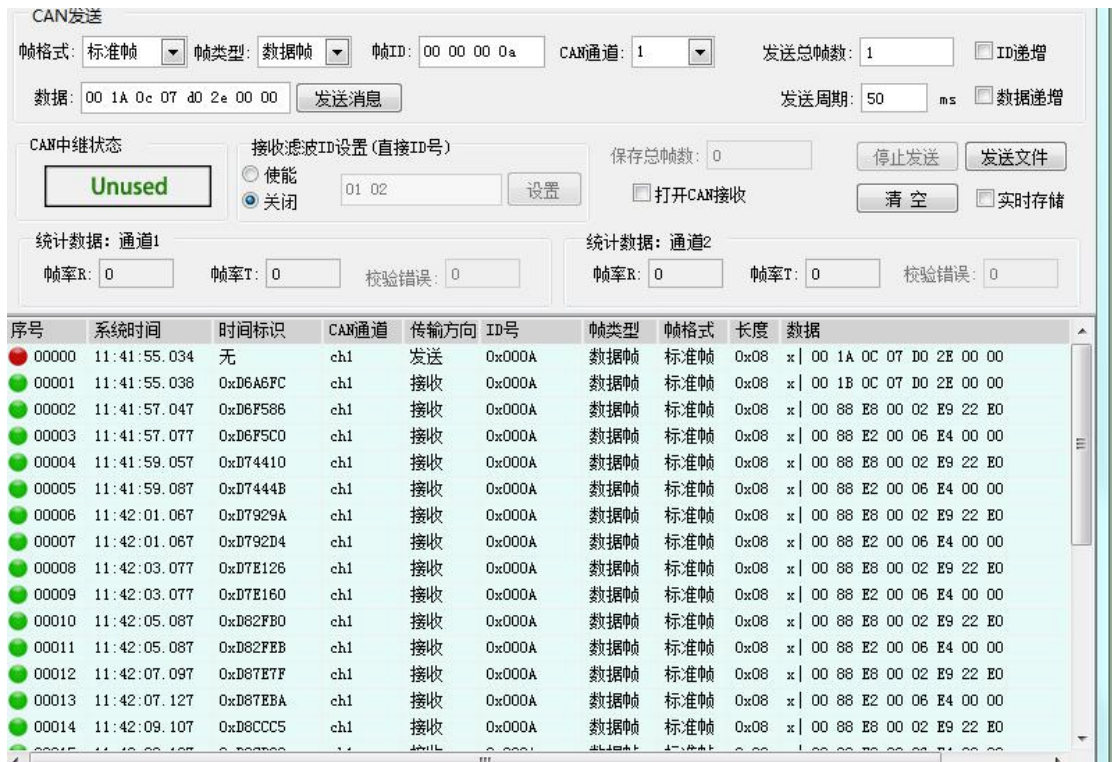 CAN发送
帧格式: 标准帧 帧类型: 数据帧 帧ID: 00 00 00 0a CAN通道: 1 发送总帧数: 1 ID递增
数据: 00 1A 0c 07 d0 2e 00 00 发送消息 发送周期: 50 ms 数据递增
CAN中继状态 接收滤波ID设置(直接ID号)
Unused 使能 关闭 01 02 设置 保存总帧数: 0 停止发送 发送文件
打开CAN接收 清 空 实时存储
统计数据: 通道1 统计数据: 通道2
帧率R: 0 帧率T: 0 校验错误: 0 帧率R: 0 帧率T: 0 校验错误: 0
序号 系统时间 时间标识 CAN通道 传输方向 ID号 帧类型 帧格式 长度 数据
00000 11:41:55.034 无 ch1 发送 0x000A 数据帧 标准帧 0x08 x| 00 1A 0C 07 D0 2E 00 00
00001 11:41:55.038 0xD6A6FC ch1 接收 0x000A 数据帧 标准帧 0x08 x| 00 1B 0C 07 D0 2E 00 00
00002 11:41:57.047 0xD6F586 ch1 接收 0x000A 数据帧 标准帧 0x08 x| 00 88 E8 00 02 E9 22 E0
00003 11:41:57.077 0xD6F5C0 ch1 接收 0x000A 数据帧 标准帧 0x08 x| 00 88 E2 00 06 E4 00 00
00004 11:41:59.057 0xD74410 ch1 接收 0x000A 数据帧 标准帧 0x08 x| 00 88 E8 00 02 E9 22 E0
00005 11:41:59.087 0xD7444B ch1 接收 0x000A 数据帧 标准帧 0x08 x| 00 88 E2 00 06 E4 00 00
00006 11:42:01.067 0xD7929A ch1 接收 0x000A 数据帧 标准帧 0x08 x| 00 88 E8 00 02 E9 22 E0
00007 11:42:01.067 0xD792D4 ch1 接收 0x000A 数据帧 标准帧 0x08 x| 00 88 E2 00 06 E4 00 00
00008 11:42:03.077 0xD7E126 ch1 接收 0x000A 数据帧 标准帧 0x08 x| 00 88 E8 00 02 E9 22 E0
00009 11:42:03.077 0xD7E160 ch1 接收 0x000A 数据帧 标准帧 0x08 x| 00 88 E2 00 06 E4 00 00
00010 11:42:05.087 0xD82FB0 ch1 接收 0x000A 数据帧 标准帧 0x08 x| 00 88 E8 00 02 E9 22 E0
00011 11:42:05.087 0xD82FEB ch1 接收 0x000A 数据帧 标准帧 0x08 x| 00 88 E2 00 06 E4 00 00
00012 11:42:07.097 0xD87E7F ch1 接收 0x000A 数据帧 标准帧 0x08 x| 00 88 E8 00 02 E9 22 E0
00013 11:42:07.127 0xD87EBA ch1 接收 0x000A 数据帧 标准帧 0x08 x| 00 88 E2 00 06 E4 00 00
00014 11:42:09.107 0xD8CCC5 ch1 接收 0x000A 数据帧 标准帧 0x08 x| 00 88 E8 00 02 E9 22 E0